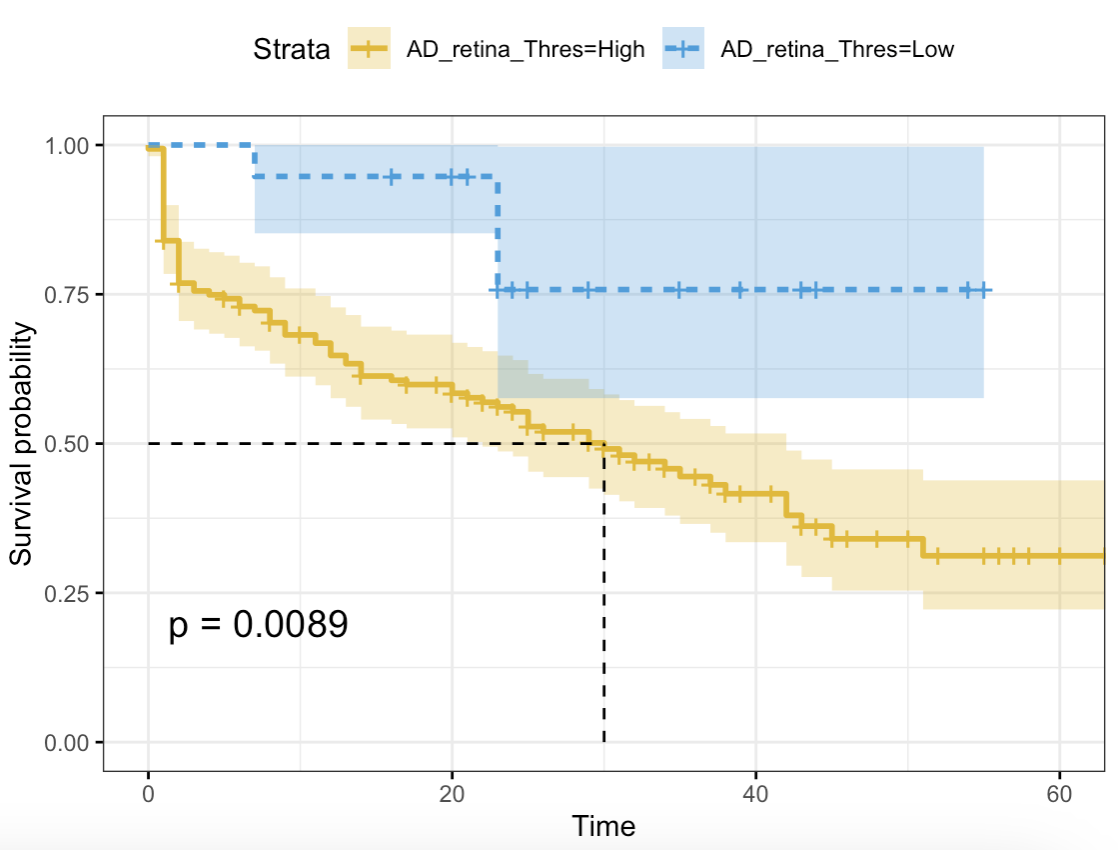 Strata AD_retina_Thres=High AD_retina_Thres=Low
Survival probability
1.00
0.75
0.50
0.25
0.00
p = 0.0089
0 20 40 60
Time